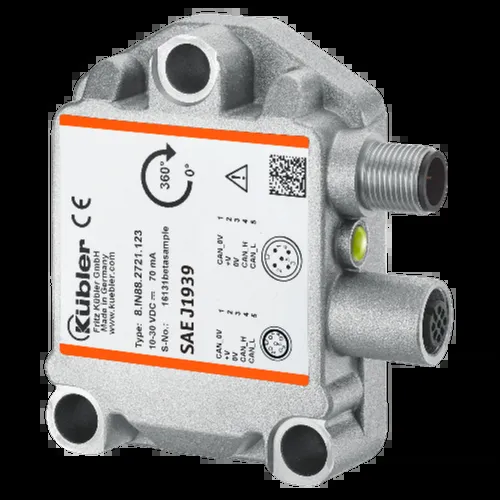 Kübler CE
Fritz Kübler GmbH
Made in Germany
www.kuebler.com
Type: 8.IN88.2721.123
10-30 VDC ⎓ 70 mA
S-No.: 16131betasample
SAE J1939
360°
0°
CAN_0V 1
+V 2
0V 3
CAN_H 4
CAN_L 5
CAN_0V 1
+V 2
0V 3
CAN_H 4
CAN_L 5